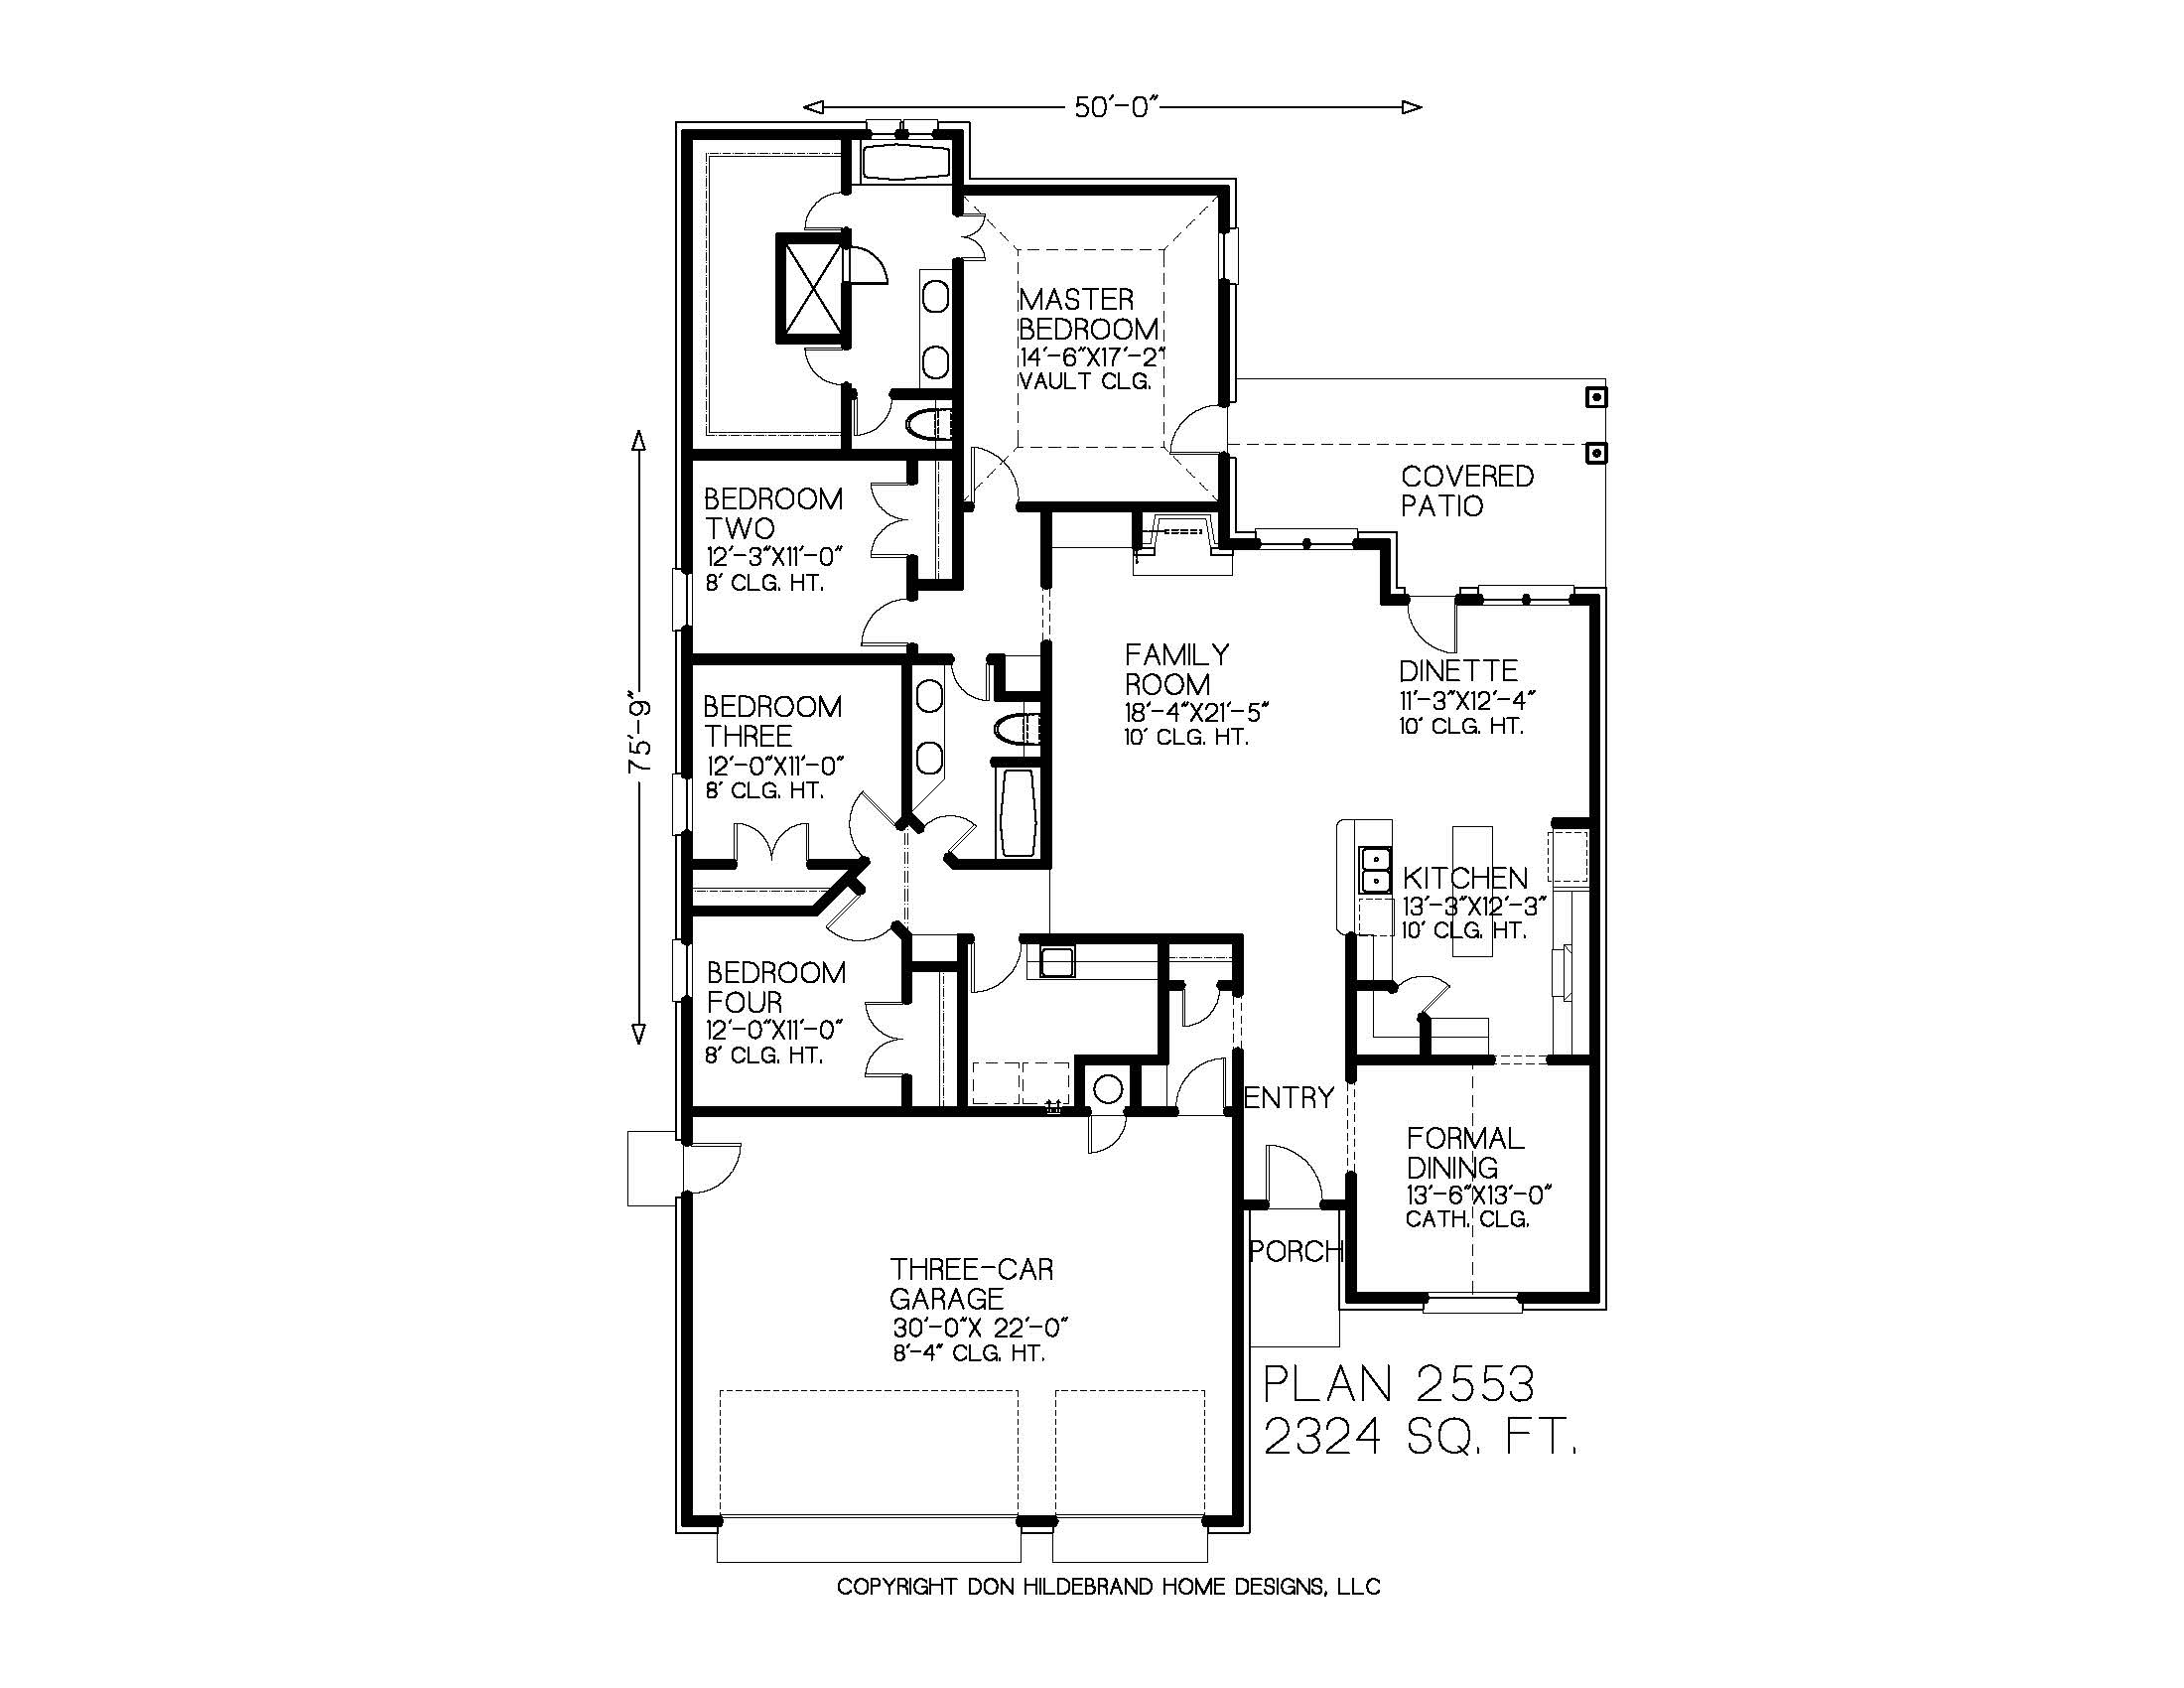 50'-0"
MASTER
BEDROOM
14'-6"X17'-2"
VAULT CLG.
COVERED
PATIO
BEDROOM
TWO
12'-3"X11'-0"
8' CLG. HT.
75'-9"
FAMILY
ROOM
18'-4"X21'-5"
10' CLG. HT.
DINETTE
11'-3"X12'-4"
10' CLG. HT.
BEDROOM
THREE
12'-0"X11'-0"
8' CLG. HT.
KITCHEN
13'-3"X12'-3"
10' CLG. HT.
BEDROOM
FOUR
12'-0"X11'-0"
8' CLG. HT.
ENTRY
FORMAL
DINING
13'-6"X13'-0"
CATH. CLG.
PORCH
THREE-CAR
GARAGE
30'-0"X 22'-0"
8'-4" CLG. HT.
PLAN 2553
2324 SQ. FT.
COPYRIGHT DON HILDEBRAND HOME DESIGNS, LLC